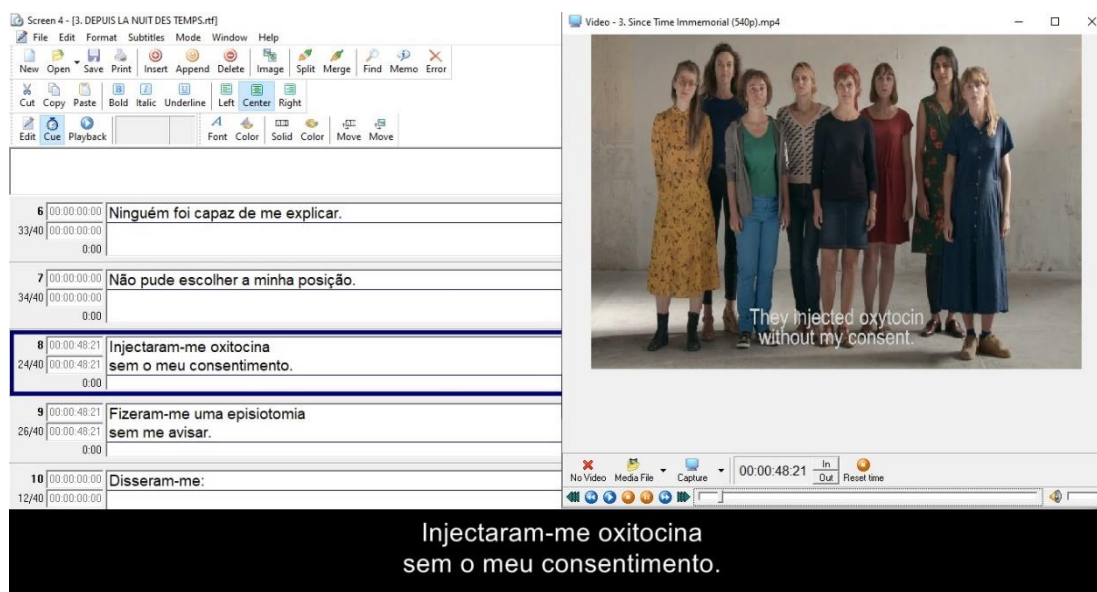 Screen 4 - [3. DEPUIS LA NUIT DES TEMPS.rtf]
File Edit Format Subtitles Mode Window Help
New Open Save Print Insert Append Delete Image Split Merge Find Memo Error
Cut Copy Paste Bold Italic Underline Left Center Right
Edit Cue Playback Font Color Solid Color Move Move
6 00:00:00:00 Ninguém foi capaz de me explicar.
33/40 00:00:00:00
0:00
7 00:00:00:00 Não pude escolher a minha posição.
34/40 00:00:00:00
0:00
8 00:00:48:21 Injectaram-me oxitocina
24/40 00:00:48:21 sem o meu consentimento.
0:00
9 00:00:48:21 Fizeram-me uma episiotomia
26/40 00:00:48:21 sem me avisar.
0:00
10 00:00:00:00 Disseram-me:
12/40 00:00:00:00
Video - 3. Since Time Immemorial (540p).mp4
They injected oxytocin
without my consent.
No Video Media File Capture 00:00:48:21 In Out Reset time
Injectaram-me oxitocina
sem o meu consentimento.